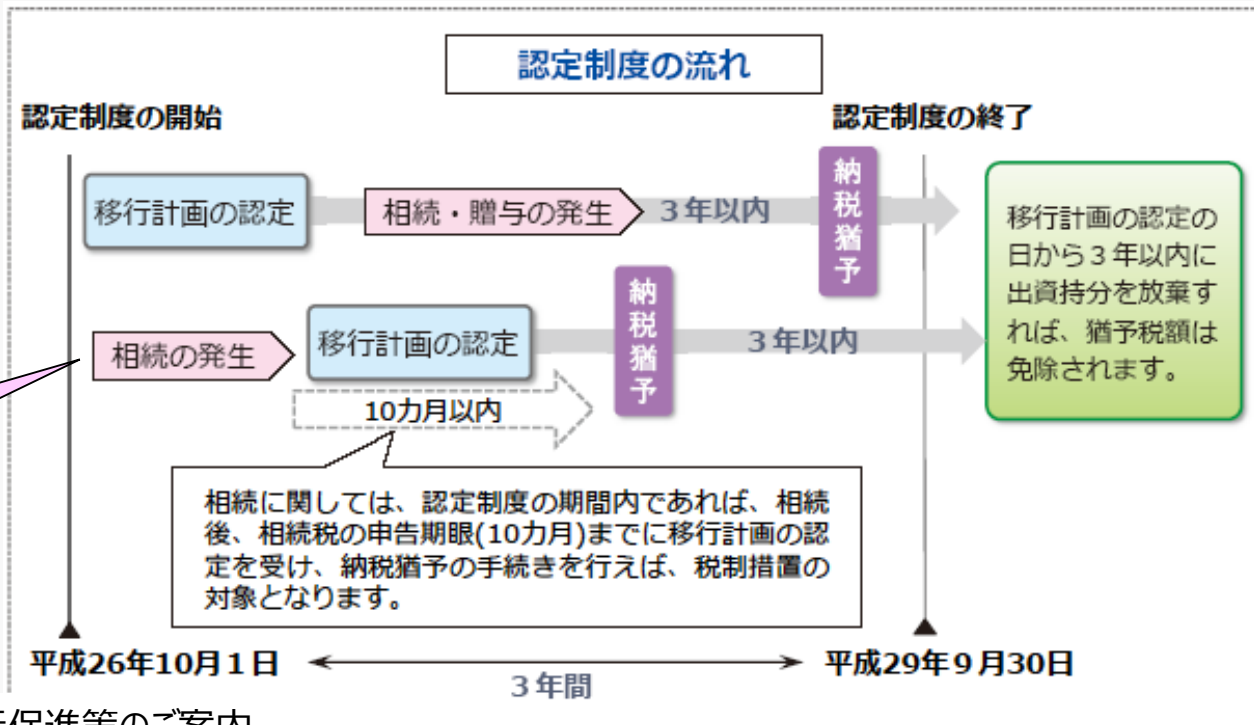 認定制度の流れ
認定制度の開始
認定制度の終了
移行計画の認定
相続・贈与の発生
3年以内
納税猶予
移行計画の認定の
日から3年以内に
出資持分を放棄す
れば、猶予税額は
免除されます。
相続の発生
移行計画の認定
納税猶予
3年以内
10カ月以内
相続に関しては、認定制度の期間内であれば、相続
後、相続税の申告期眼(10カ月)までに移行計画の認
定を受け、納税猶予の手続きを行えば、税制措置の
対象となります。
平成26年10月1日
平成29年9月30日
3年間
促進等のご案内